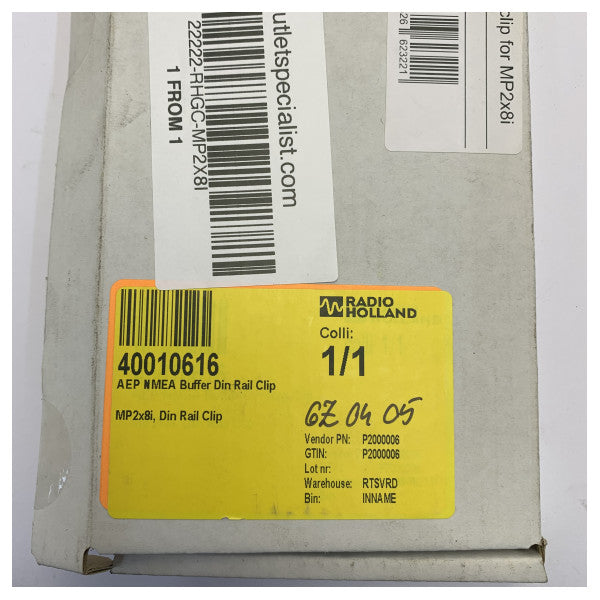 utletspecialist.com
22222-RHGC-MP2X8I
1 FROM 1
clip for MP2x8i
26 623221
RADIO
HOLLAND
Colli:
1/1
40010616
AEP NMEA Buffer Din Rail Clip
MP2x8i, Din Rail Clip
6Z 04 05
Vendor PN: P2000006
GTIN: P2000006
Lot nr:
Warehouse: RTSVRD
Bin: INNAME